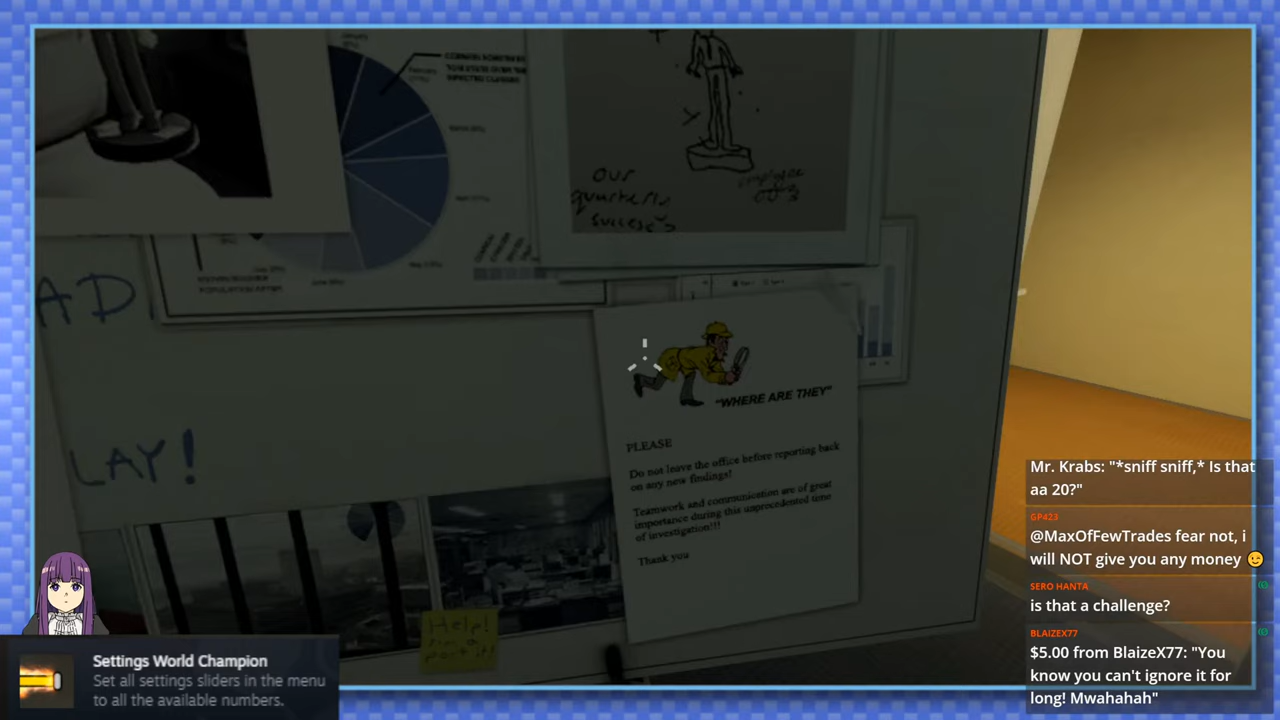 January
February
our
quarterly
success
employee
AD
LAY!
"WHERE ARE THEY"
PLEASE
Do not leave the office before reporting back
on any new findings!
Teamwork and communication are of great
importance during this unprecedented time
of investigation!!!
Thank you
Help!
Mr. Krabs: "*sniff sniff,* Is that
aa 20?"
GP423
@MaxOfFewTrades fear not, i
will NOT give you any money 😉
SERO HANTA
is that a challenge?
BLAIZEX77
$5.00 from BlaizeX77: "You
know you can't ignore it for
long! Mwahahah"
Settings World Champion
Set all settings sliders in the menu
to all the available numbers.